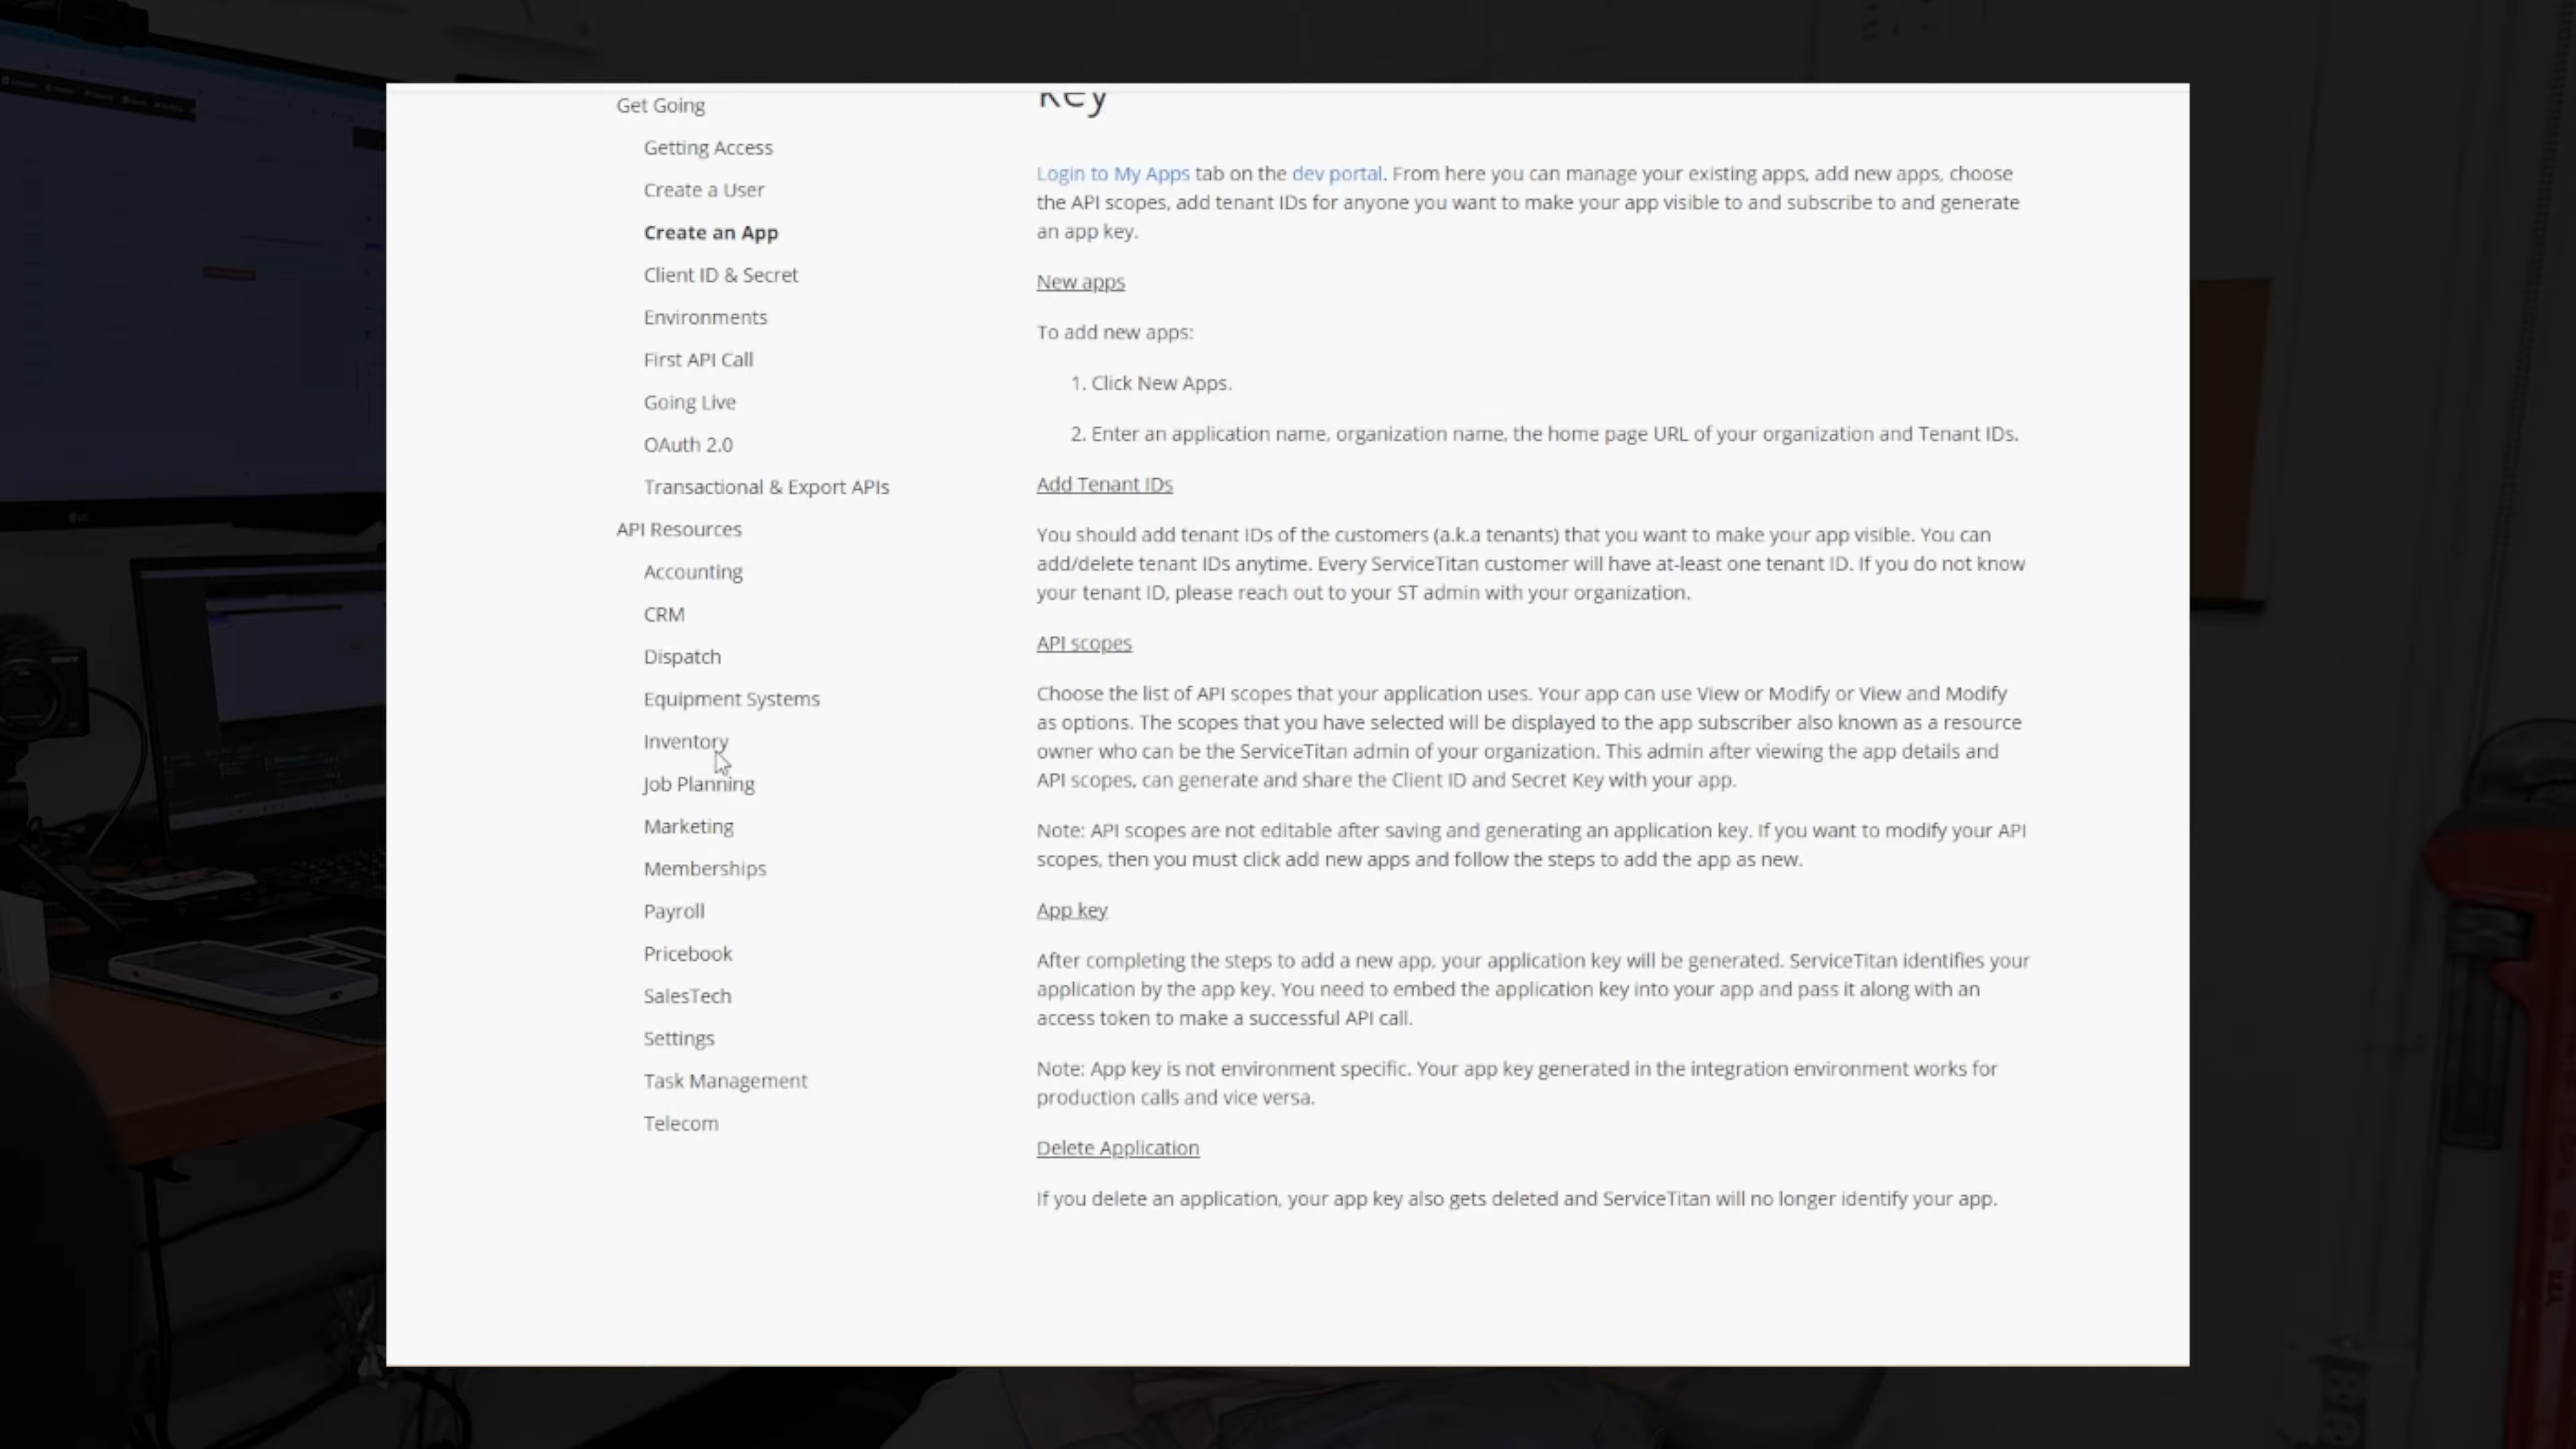 Get Going
Getting Access
Create a User
Create an App
Client ID & Secret
Environments
First API Call
Going Live
OAuth 2.0
Transactional & Export APIs
API Resources
Accounting
CRM
Dispatch
Equipment Systems
Inventory
Job Planning
Marketing
Memberships
Payroll
Pricebook
SalesTech
Settings
Task Management
Telecom
key
Login to My Apps tab on the dev portal. From here you can manage your existing apps, add new apps, choose
the API scopes, add tenant IDs for anyone you want to make your app visible to and subscribe to and generate
an app key.
New apps
To add new apps:
1. Click New Apps.
2. Enter an application name, organization name, the home page URL of your organization and Tenant IDs.
Add Tenant IDs
You should add tenant IDs of the customers (a.k.a tenants) that you want to make your app visible. You can
add/delete tenant IDs anytime. Every ServiceTitan customer will have at-least one tenant ID. If you do not know
your tenant ID, please reach out to your ST admin with your organization.
API scopes
Choose the list of API scopes that your application uses. Your app can use View or Modify or View and Modify
as options. The scopes that you have selected will be displayed to the app subscriber also known as a resource
owner who can be the ServiceTitan admin of your organization. This admin after viewing the app details and
API scopes, can generate and share the Client ID and Secret Key with your app.
Note: API scopes are not editable after saving and generating an application key. If you want to modify your API
scopes, then you must click add new apps and follow the steps to add the app as new.
App key
After completing the steps to add a new app, your application key will be generated. ServiceTitan identifies your
application by the app key. You need to embed the application key into your app and pass it along with an
access token to make a successful API call.
Note: App key is not environment specific. Your app key generated in the integration environment works for
production calls and vice versa.
Delete Application
If you delete an application, your app key also gets deleted and ServiceTitan will no longer identify your app.
SONY
LG